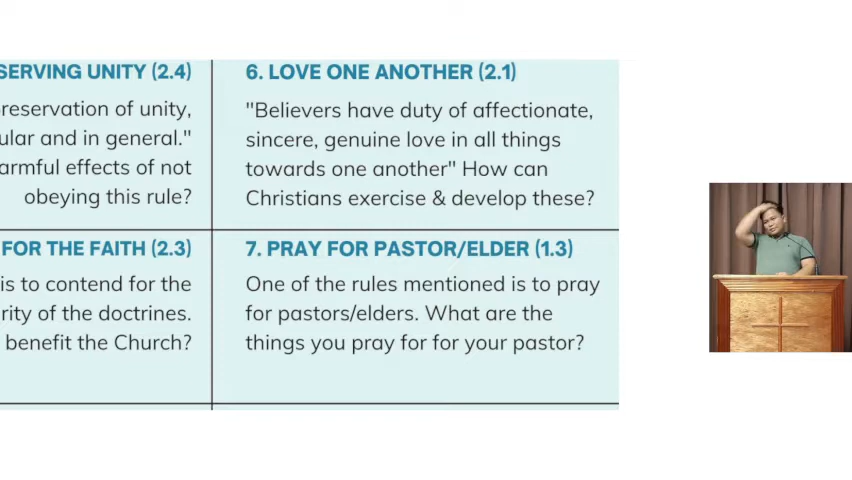 SERVING UNITY (2.4)
reservation of unity,
ular and in general."
armful effects of not
obeying this rule?
6. LOVE ONE ANOTHER (2.1)
"Believers have duty of affectionate,
sincere, genuine love in all things
towards one another" How can
Christians exercise & develop these?
FOR THE FAITH (2.3)
is to contend for the
rity of the doctrines.
benefit the Church?
7. PRAY FOR PASTOR/ELDER (1.3)
One of the rules mentioned is to pray
for pastors/elders. What are the
things you pray for for your pastor?